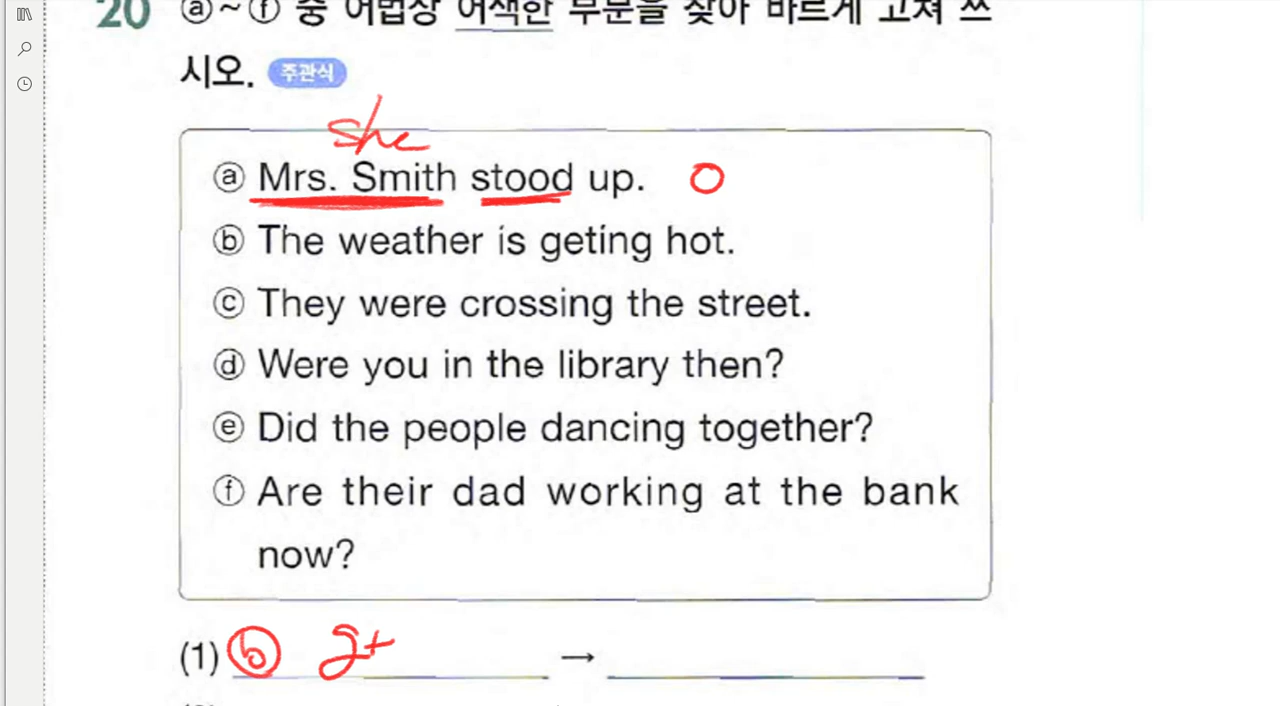 20 ⓐ~ⓕ 중 어법상 어색한 부분을 찾아 바르게 고쳐 쓰
시오. 주관식
she
ⓐ Mrs. Smith stood up. O
ⓑ The weather is geting hot.
ⓒ They were crossing the street.
ⓓ Were you in the library then?
ⓔ Did the people dancing together?
ⓕ Are their dad working at the bank
now?
(1) ⓑ →